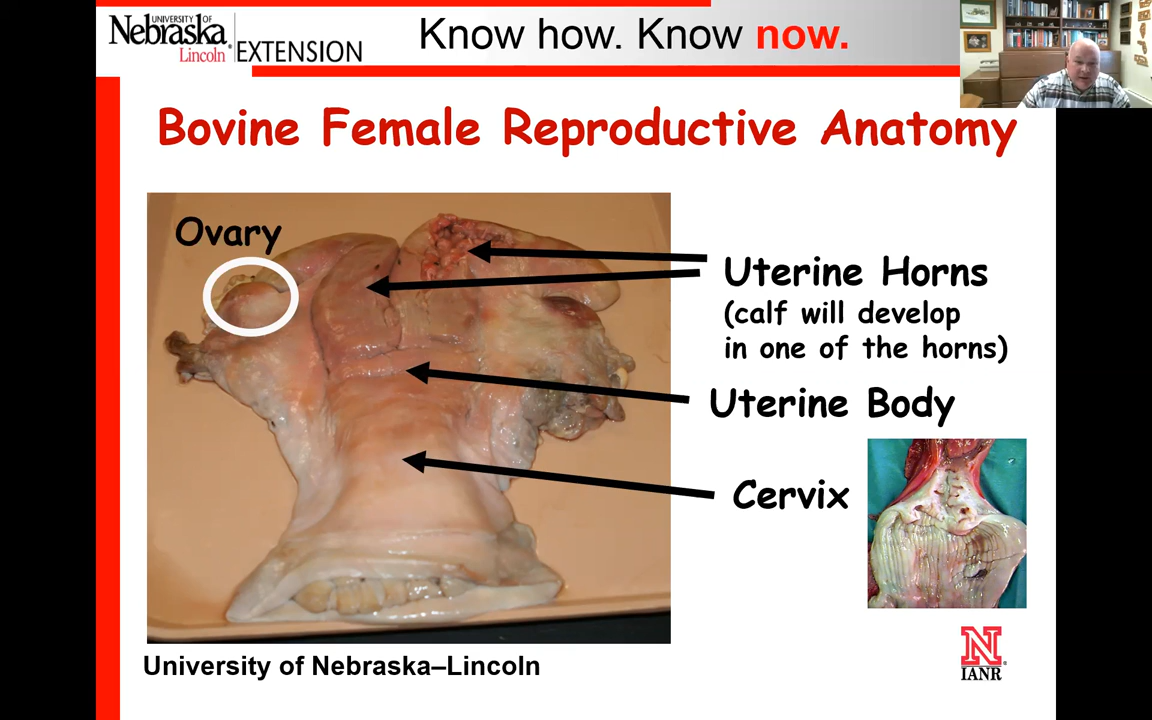 UNIVERSITY OF
Nebraska
Lincoln
EXTENSION
Know how. Know now.
Bovine Female Reproductive Anatomy
Ovary
Uterine Horns
(calf will develop
in one of the horns)
Uterine Body
Cervix
University of Nebraska–Lincoln
N
IANR